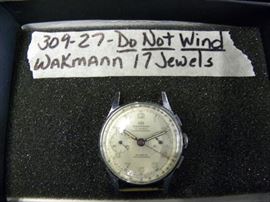 309-27-Do Not Wind
WAKMANN 17 Jewels